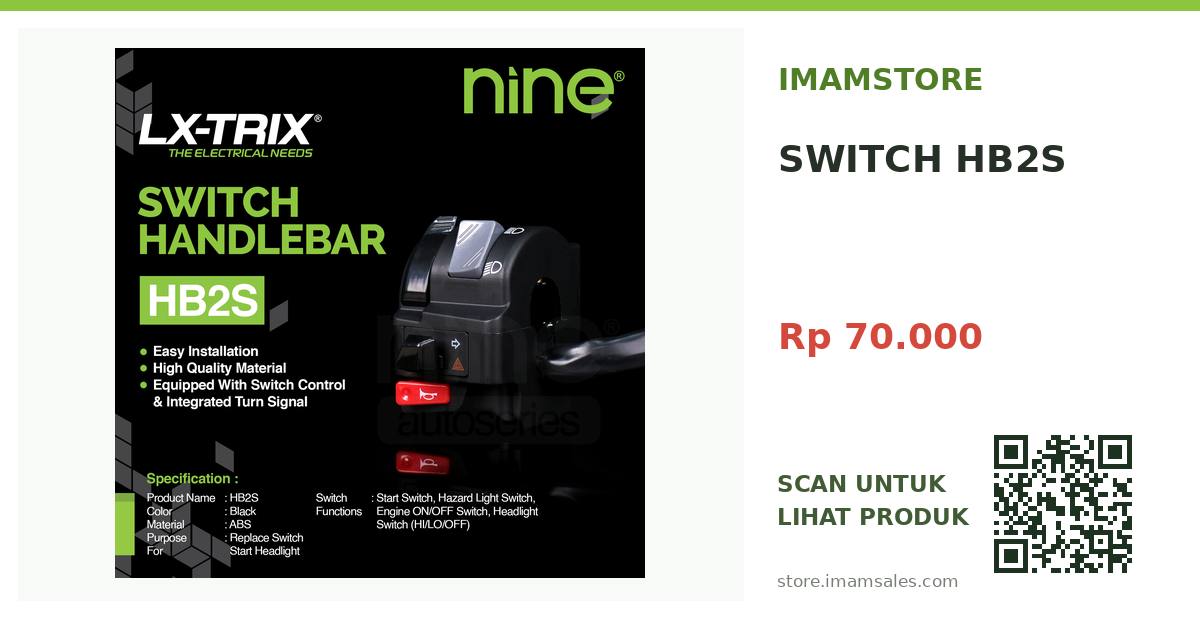 nine®
LX-TRIX®
THE ELECTRICAL NEEDS
SWITCH
HANDLEBAR
HB2S
Easy Installation
High Quality Material
Equipped With Switch Control
& Integrated Turn Signal
autoseries
Specification :
Product Name : HB2S
Color : Black
Material : ABS
Purpose : Replace Switch
For Start Headlight
Switch : Start Switch, Hazard Light Switch,
Functions Engine ON/OFF Switch, Headlight
Switch (HI/LO/OFF)
IMAMSTORE
SWITCH HB2S
Rp 70.000
SCAN UNTUK
LIHAT PRODUK
store.imamsales.com